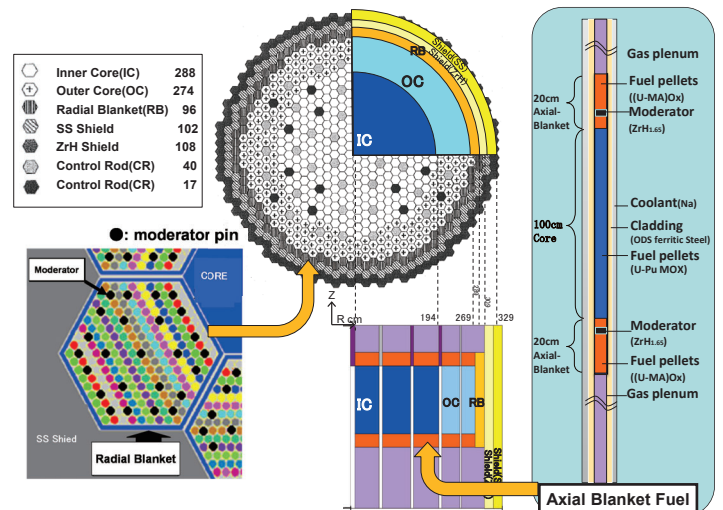 Inner Core(IC) 288
Outer Core(OC) 274
Radial Blanket(RB) 96
SS Shield 102
ZrH Shield 108
Control Rod(CR) 40
Control Rod(CR) 17
Shield(SS)
Shield(ZrH)
RB
OC
IC
●: moderator pin
Moderator
CORE
SS Shied
Radial Blanket
Z
R cm
194
269
329
IC
OC
RB
Axial Blanket Fuel
Gas plenum
20cm
Axial-
Blanket
Fuel pellets
((U-MA)Ox)
Moderator
(ZrH1.65)
100cm
Core
Coolant(Na)
Cladding
(ODS ferritic Steel)
Fuel pellets
(U-Pu MOX)
20cm
Axial-
Blanket
Moderator
(ZrH1.65)
Fuel pellets
((U-MA)Ox)
Gas plenum